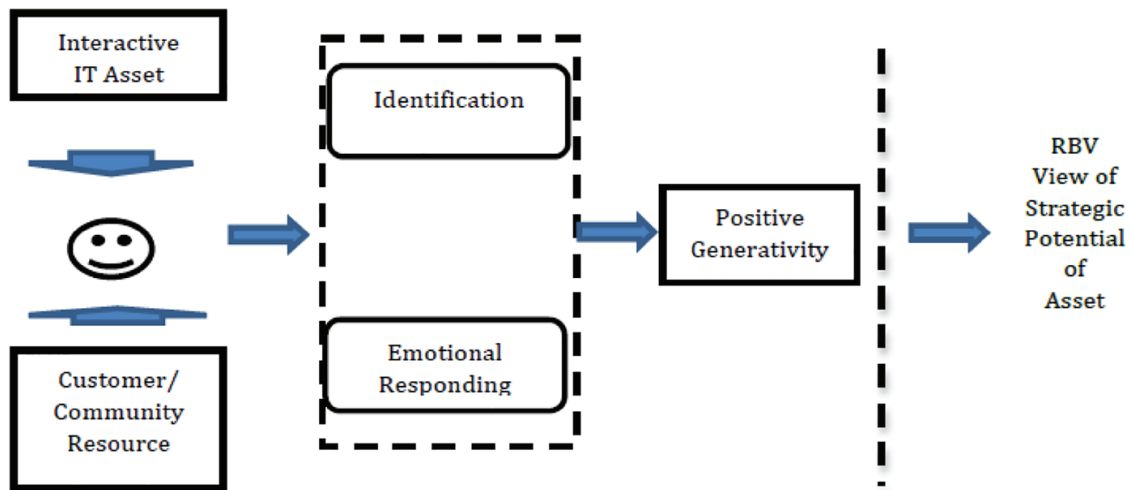 Interactive
IT Asset
Customer/
Community
Resource
Identification
Emotional
Responding
Positive
Generativity
RBV
View of
Strategic
Potential
of
Asset